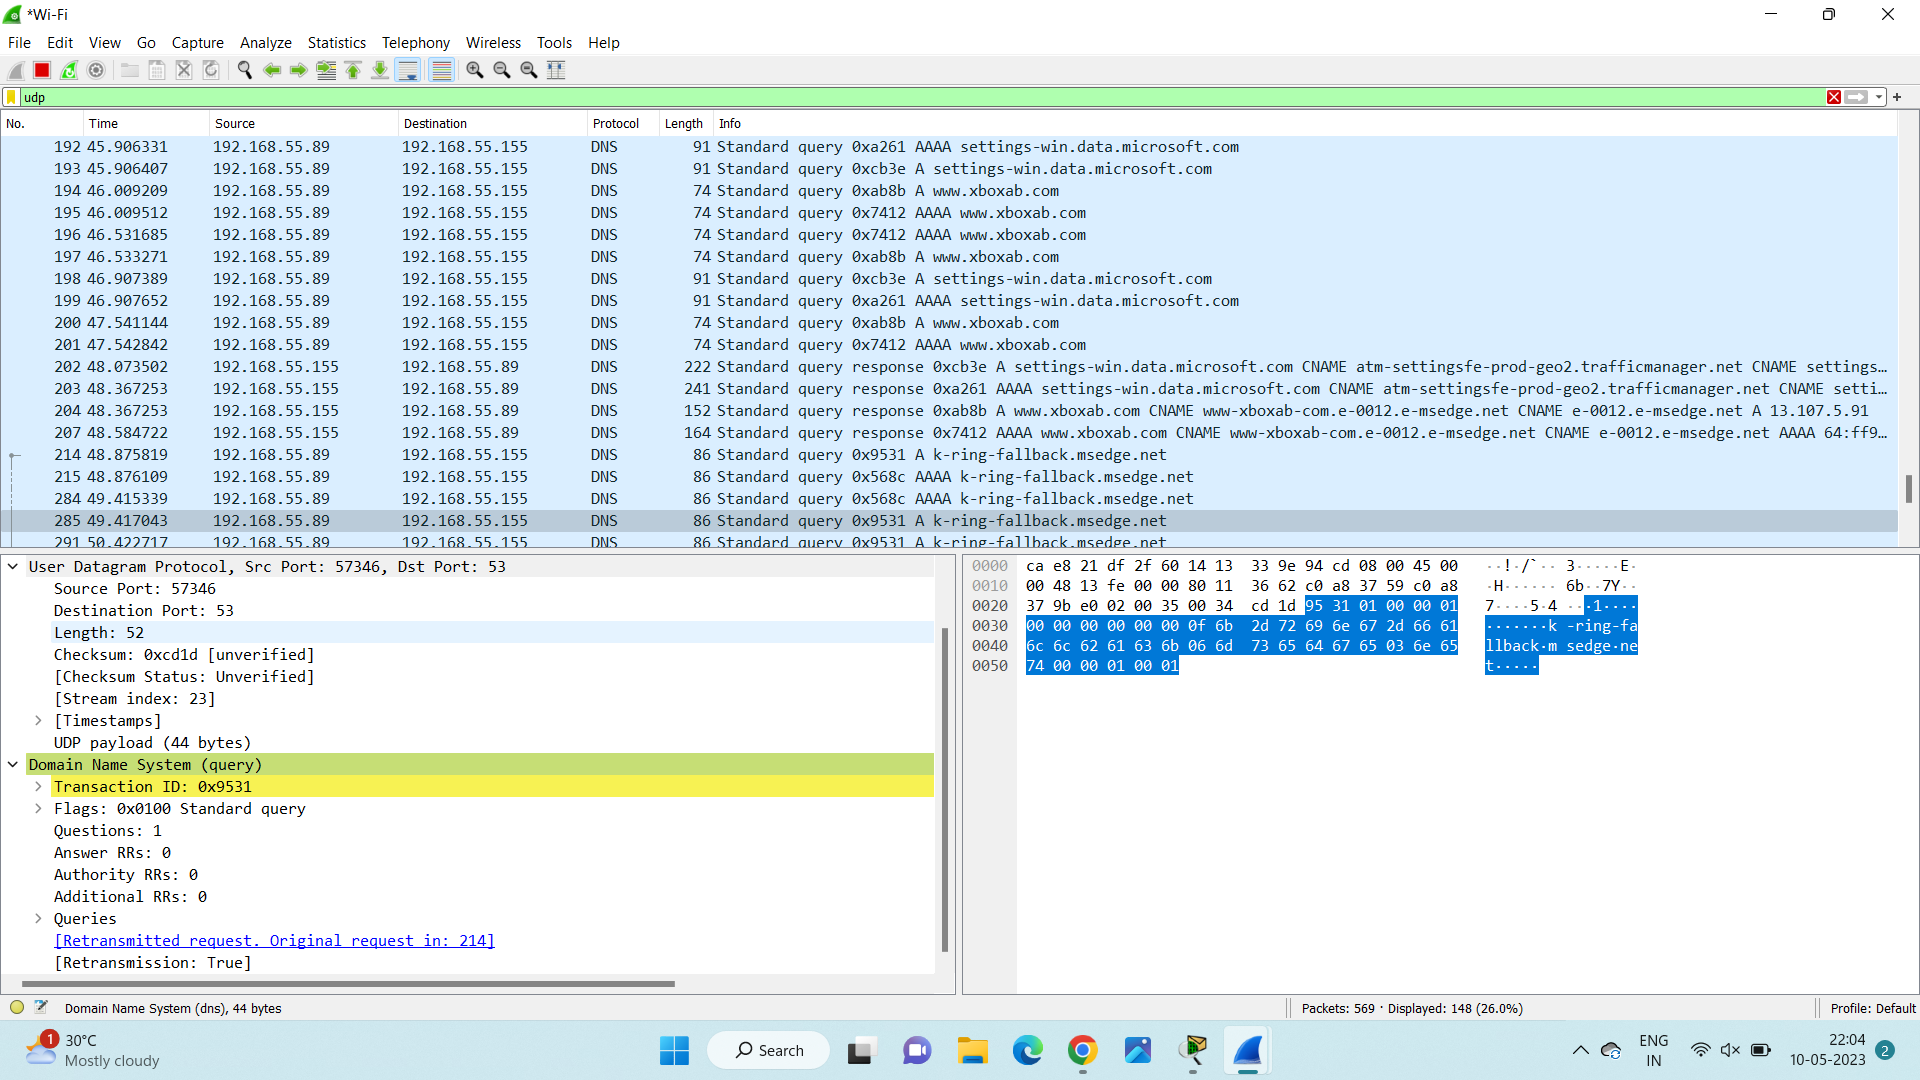 *Wi-Fi
File Edit View Go Capture Analyze Statistics Telephony Wireless Tools Help
udp
No. Time Source Destination Protocol Length Info
192 45.906331 192.168.55.89 192.168.55.155 DNS 91 Standard query 0xa261 AAAA settings-win.data.microsoft.com
193 45.906407 192.168.55.89 192.168.55.155 DNS 91 Standard query 0xcb3e A settings-win.data.microsoft.com
194 46.009209 192.168.55.89 192.168.55.155 DNS 74 Standard query 0xab8b A www.xboxab.com
195 46.009512 192.168.55.89 192.168.55.155 DNS 74 Standard query 0x7412 AAAA www.xboxab.com
196 46.531685 192.168.55.89 192.168.55.155 DNS 74 Standard query 0x7412 AAAA www.xboxab.com
197 46.533271 192.168.55.89 192.168.55.155 DNS 74 Standard query 0xab8b A www.xboxab.com
198 46.907389 192.168.55.89 192.168.55.155 DNS 91 Standard query 0xcb3e A settings-win.data.microsoft.com
199 46.907652 192.168.55.89 192.168.55.155 DNS 91 Standard query 0xa261 AAAA settings-win.data.microsoft.com
200 47.541144 192.168.55.89 192.168.55.155 DNS 74 Standard query 0xab8b A www.xboxab.com
201 47.542842 192.168.55.89 192.168.55.155 DNS 74 Standard query 0x7412 AAAA www.xboxab.com
202 48.073502 192.168.55.155 192.168.55.89 DNS 222 Standard query response 0xcb3e A settings-win.data.microsoft.com CNAME atm-settingsfe-prod-geo2.trafficmanager.net CNAME settings…
203 48.367253 192.168.55.155 192.168.55.89 DNS 241 Standard query response 0xa261 AAAA settings-win.data.microsoft.com CNAME atm-settingsfe-prod-geo2.trafficmanager.net CNAME setti…
204 48.367253 192.168.55.155 192.168.55.89 DNS 152 Standard query response 0xab8b A www.xboxab.com CNAME www-xboxab-com.e-0012.e-msedge.net CNAME e-0012.e-msedge.net A 13.107.5.91
207 48.584722 192.168.55.155 192.168.55.89 DNS 164 Standard query response 0x7412 AAAA www.xboxab.com CNAME www-xboxab-com.e-0012.e-msedge.net CNAME e-0012.e-msedge.net AAAA 64:ff9…
214 48.875819 192.168.55.89 192.168.55.155 DNS 86 Standard query 0x9531 A k-ring-fallback.msedge.net
215 48.876109 192.168.55.89 192.168.55.155 DNS 86 Standard query 0x568c AAAA k-ring-fallback.msedge.net
284 49.415339 192.168.55.89 192.168.55.155 DNS 86 Standard query 0x568c AAAA k-ring-fallback.msedge.net
285 49.417043 192.168.55.89 192.168.55.155 DNS 86 Standard query 0x9531 A k-ring-fallback.msedge.net
291 50.422717 192.168.55.89 192.168.55.155 DNS 86 Standard query 0x9531 A k-ring-fallback.msedge.net
User Datagram Protocol, Src Port: 57346, Dst Port: 53
Source Port: 57346
Destination Port: 53
Length: 52
Checksum: 0xcd1d [unverified]
[Checksum Status: Unverified]
[Stream index: 23]
[Timestamps]
UDP payload (44 bytes)
Domain Name System (query)
Transaction ID: 0x9531
Flags: 0x0100 Standard query
Questions: 1
Answer RRs: 0
Authority RRs: 0
Additional RRs: 0
Queries
[Retransmitted request. Original request in: 214]
[Retransmission: True]
0000 ca e8 21 df 2f 60 14 13 33 9e 94 cd 08 00 45 00 ··!·/`·· 3·····E·
0010 00 48 13 fe 00 00 80 11 36 62 c0 a8 37 59 c0 a8 ·H······ 6b··7Y··
0020 37 9b e0 02 00 35 00 34 cd 1d 95 31 01 00 00 01 7····5·4 ···1····
0030 00 00 00 00 00 00 0f 6b 2d 72 69 6e 67 2d 66 61 ·······k -ring-fa
0040 6c 6c 62 61 63 6b 06 6d 73 65 64 67 65 03 6e 65 llback·m sedge·ne
0050 74 00 00 01 00 01 t·····
Domain Name System (dns), 44 bytes Packets: 569 · Displayed: 148 (26.0%) Profile: Default
1 30°C
Mostly cloudy
Search
ENG
IN
22:04
10-05-2023
2